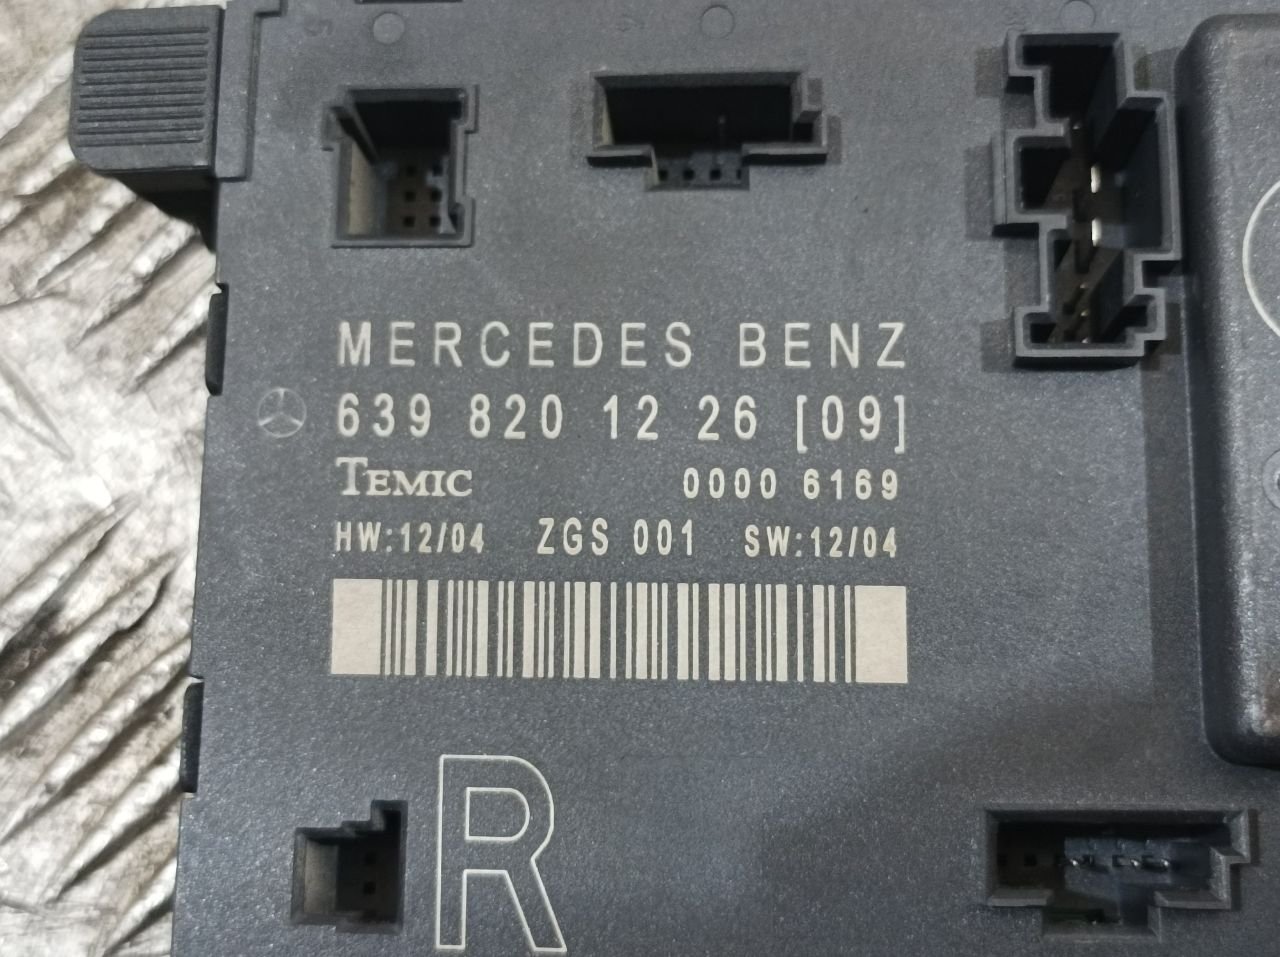 MERCEDES BENZ
639 820 12 26 [09]
TEMIC 0000 6169
HW:12/04 ZGS 001 SW:12/04
R